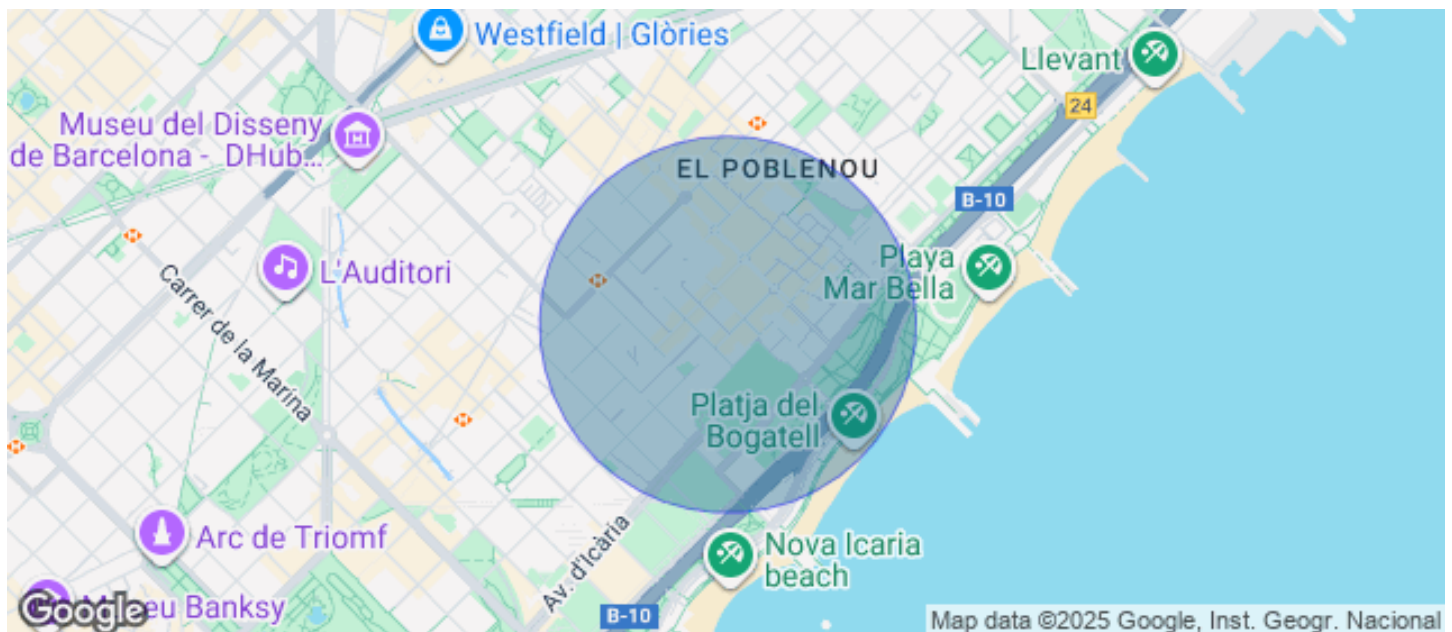 Westfield | Glòries
Llevant
24
Museu del Disseny
de Barcelona - DHub...
EL POBLENOU
B-10
L'Auditori
Playa
Mar Bella
Carrer de la Marina
Platja del
Bogatell
Arc de Triomf
Av. d'Icària
Nova Icaria
beach
Banksy
Google
B-10
Map data ©2025 Google, Inst. Geogr. Nacional